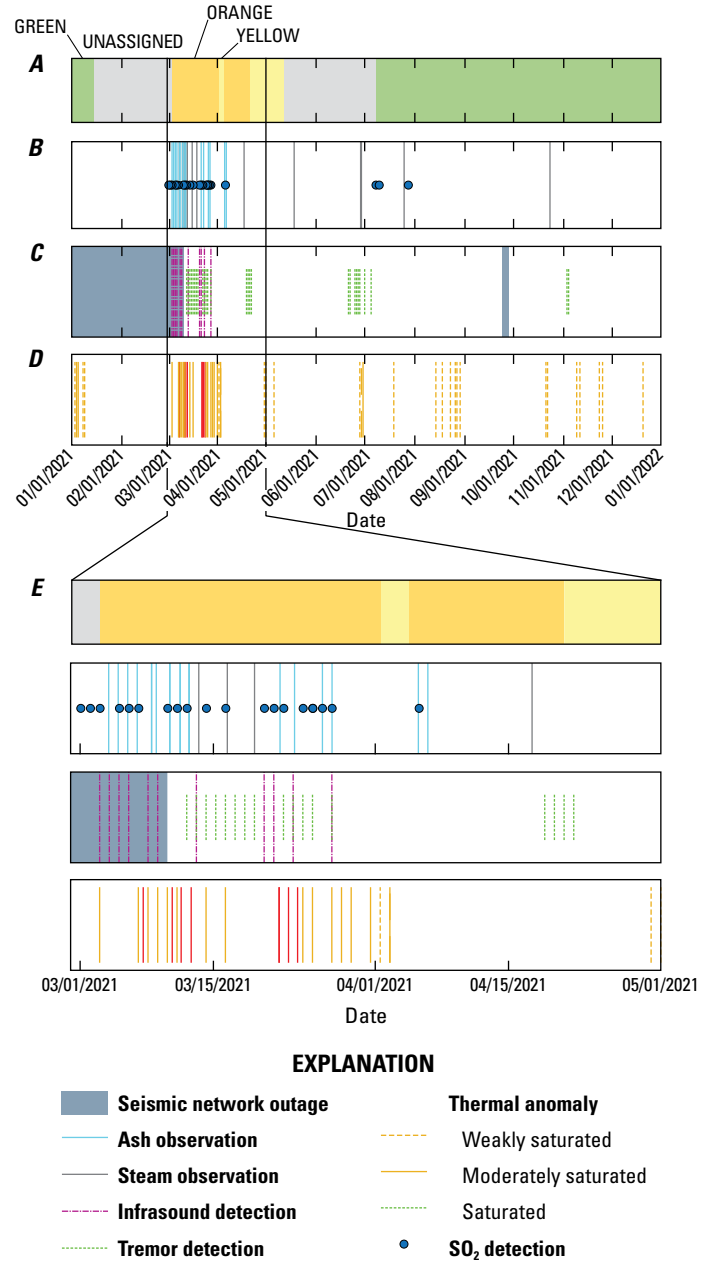 ORANGE
GREEN
UNASSIGNED
YELLOW
A
B
C
D
01/01/2021
02/01/2021
03/01/2021
04/01/2021
05/01/2021
06/01/2021
07/01/2021
08/01/2021
09/01/2021
10/01/2021
11/01/2021
12/01/2021
01/01/2022
Date
E
03/01/2021 03/15/2021 04/01/2021 04/15/2021 05/01/2021
Date
EXPLANATION
Seismic network outage
Ash observation
Steam observation
Infrasound detection
Tremor detection
Thermal anomaly
Weakly saturated
Moderately saturated
Saturated
SO₂ detection